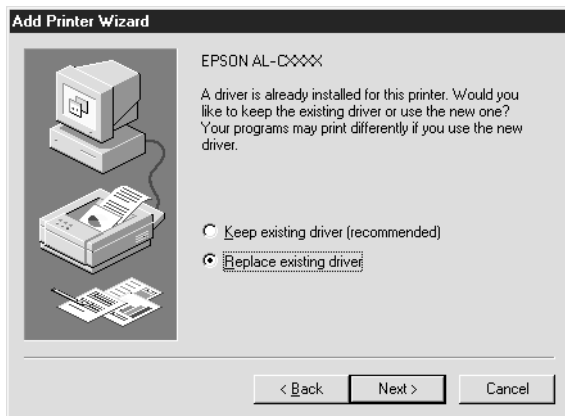 Add Printer Wizard
EPSON AL-CXXXX
A driver is already installed for this printer. Would you
like to keep the existing driver or use the new one?
Your programs may print differently if you use the new
driver.
Keep existing driver (recommended)
Replace existing driver
< Back Next > Cancel